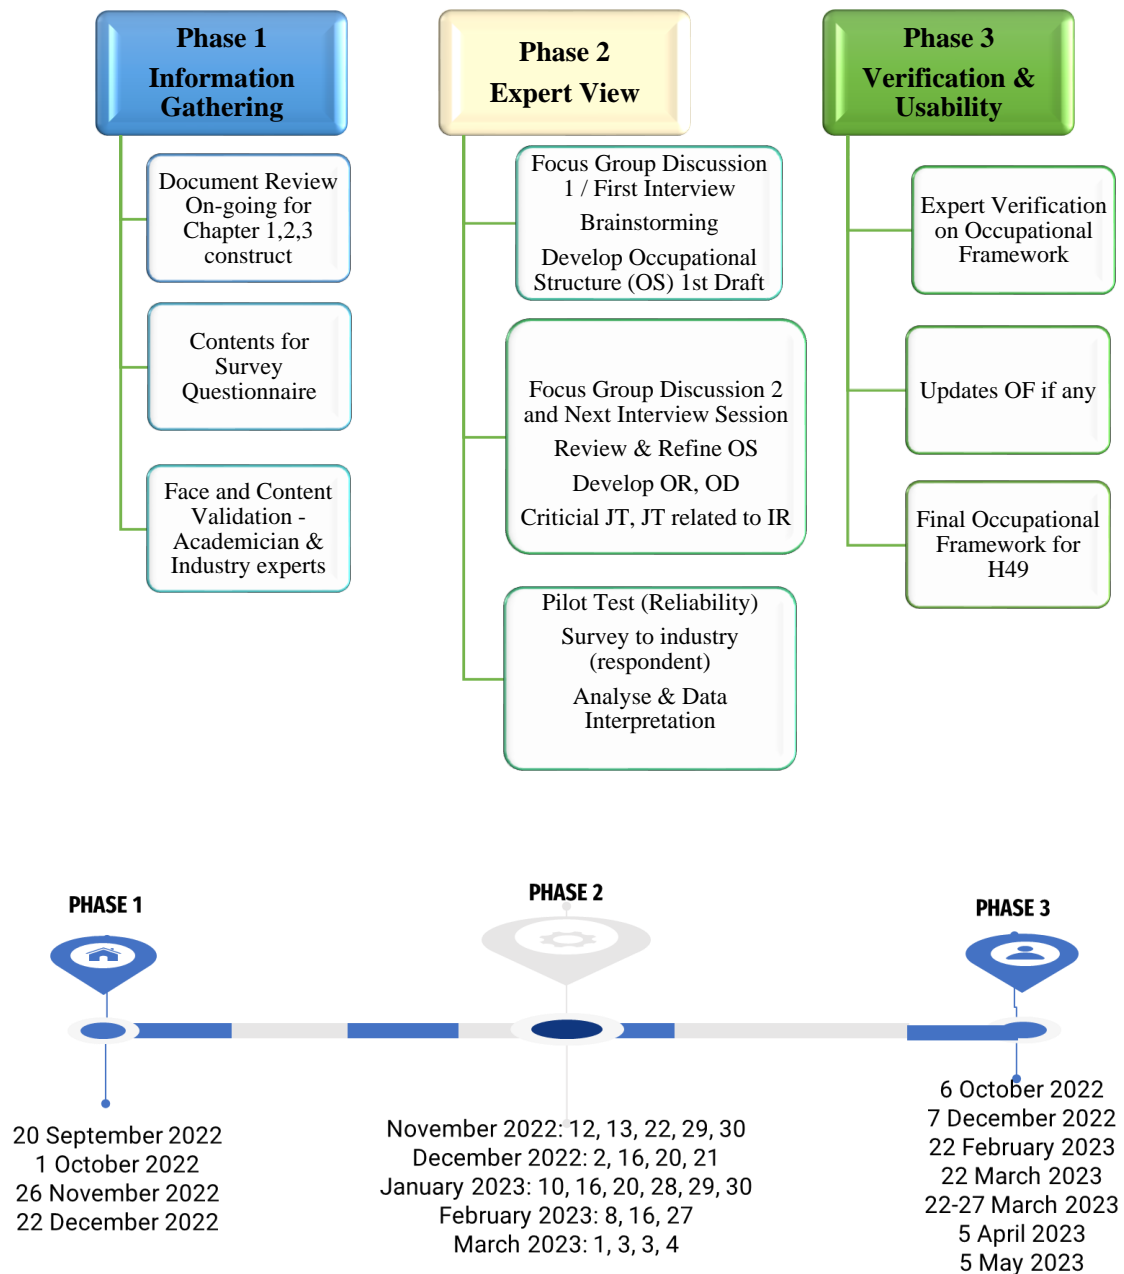 Phase 1
Information
Gathering
Document Review
On-going for
Chapter 1,2,3
construct
Contents for
Survey
Questionnaire
Face and Content
Validation -
Academician &
Industry experts
Phase 2
Expert View
Focus Group Discussion
1 / First Interview
Brainstorming
Develop Occupational
Structure (OS) 1st Draft
Focus Group Discussion 2
and Next Interview Session
Review & Refine OS
Develop OR, OD
Criticial JT, JT related to IR
Pilot Test (Reliability)
Survey to industry
(respondent)
Analyse & Data
Interpretation
Phase 3
Verification &
Usability
Expert Verification
on Occupational
Framework
Updates OF if any
Final Occupational
Framework for
H49
PHASE 1
20 September 2022
1 October 2022
26 November 2022
22 December 2022
PHASE 2
November 2022: 12, 13, 22, 29, 30
December 2022: 2, 16, 20, 21
January 2023: 10, 16, 20, 28, 29, 30
February 2023: 8, 16, 27
March 2023: 1, 3, 3, 4
PHASE 3
6 October 2022
7 December 2022
22 February 2023
22 March 2023
22-27 March 2023
5 April 2023
5 May 2023